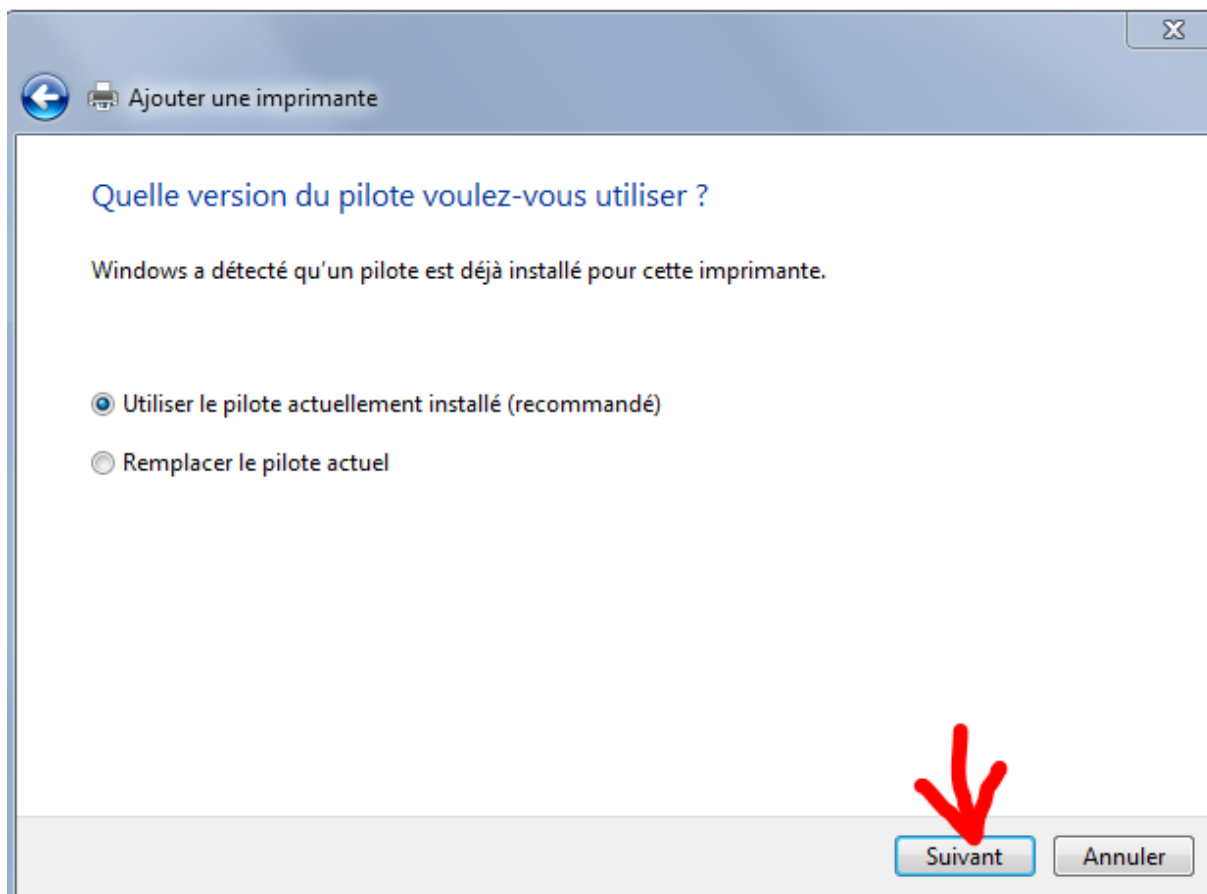 Ajouter une imprimante
Quelle version du pilote voulez-vous utiliser ?
Windows a détecté qu'un pilote est déjà installé pour cette imprimante.
Utiliser le pilote actuellement installé (recommandé)
Remplacer le pilote actuel
Suivant Annuler